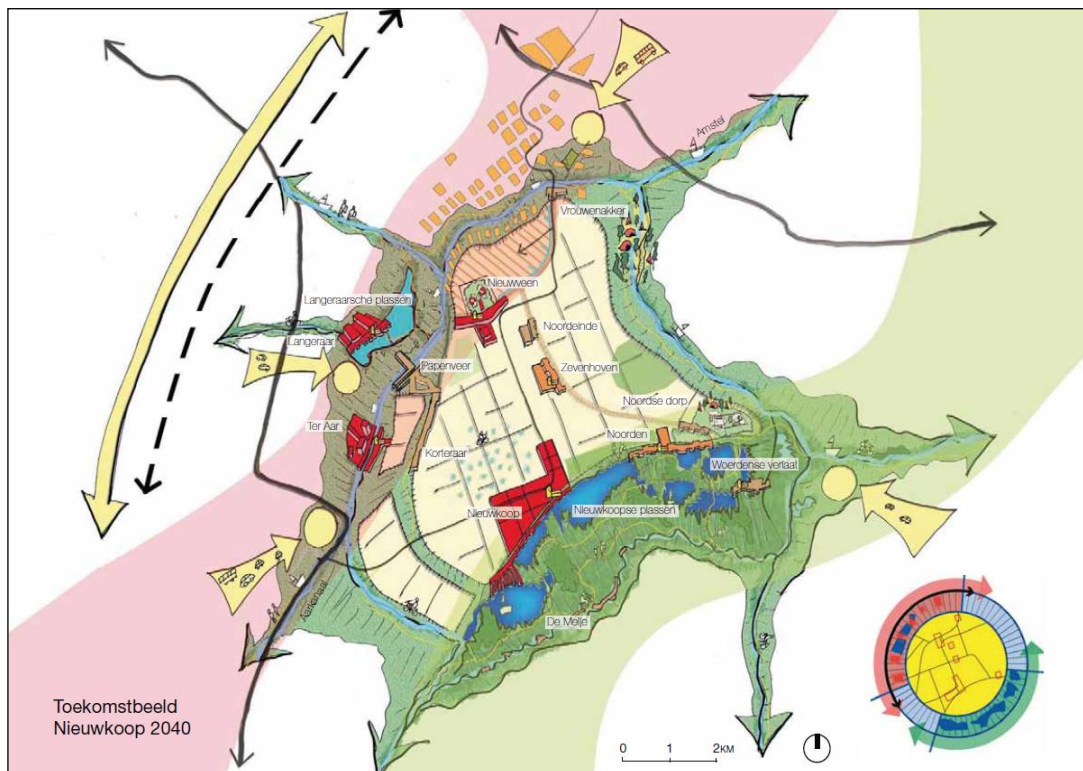 Amstel
Vrouwenakker
Nieuwveen
Langeraarsche plassen
Noordeinde
Langeraar
Papenveer
Zevenhoven
Noordse dorp
Ter Aar
Noorden
Korteraar
Woerdense verlaat
Nieuwkoop
Nieuwkoopse plassen
Aarkanaal
De Meije
Toekomstbeeld
Nieuwkoop 2040
0 1 2KM